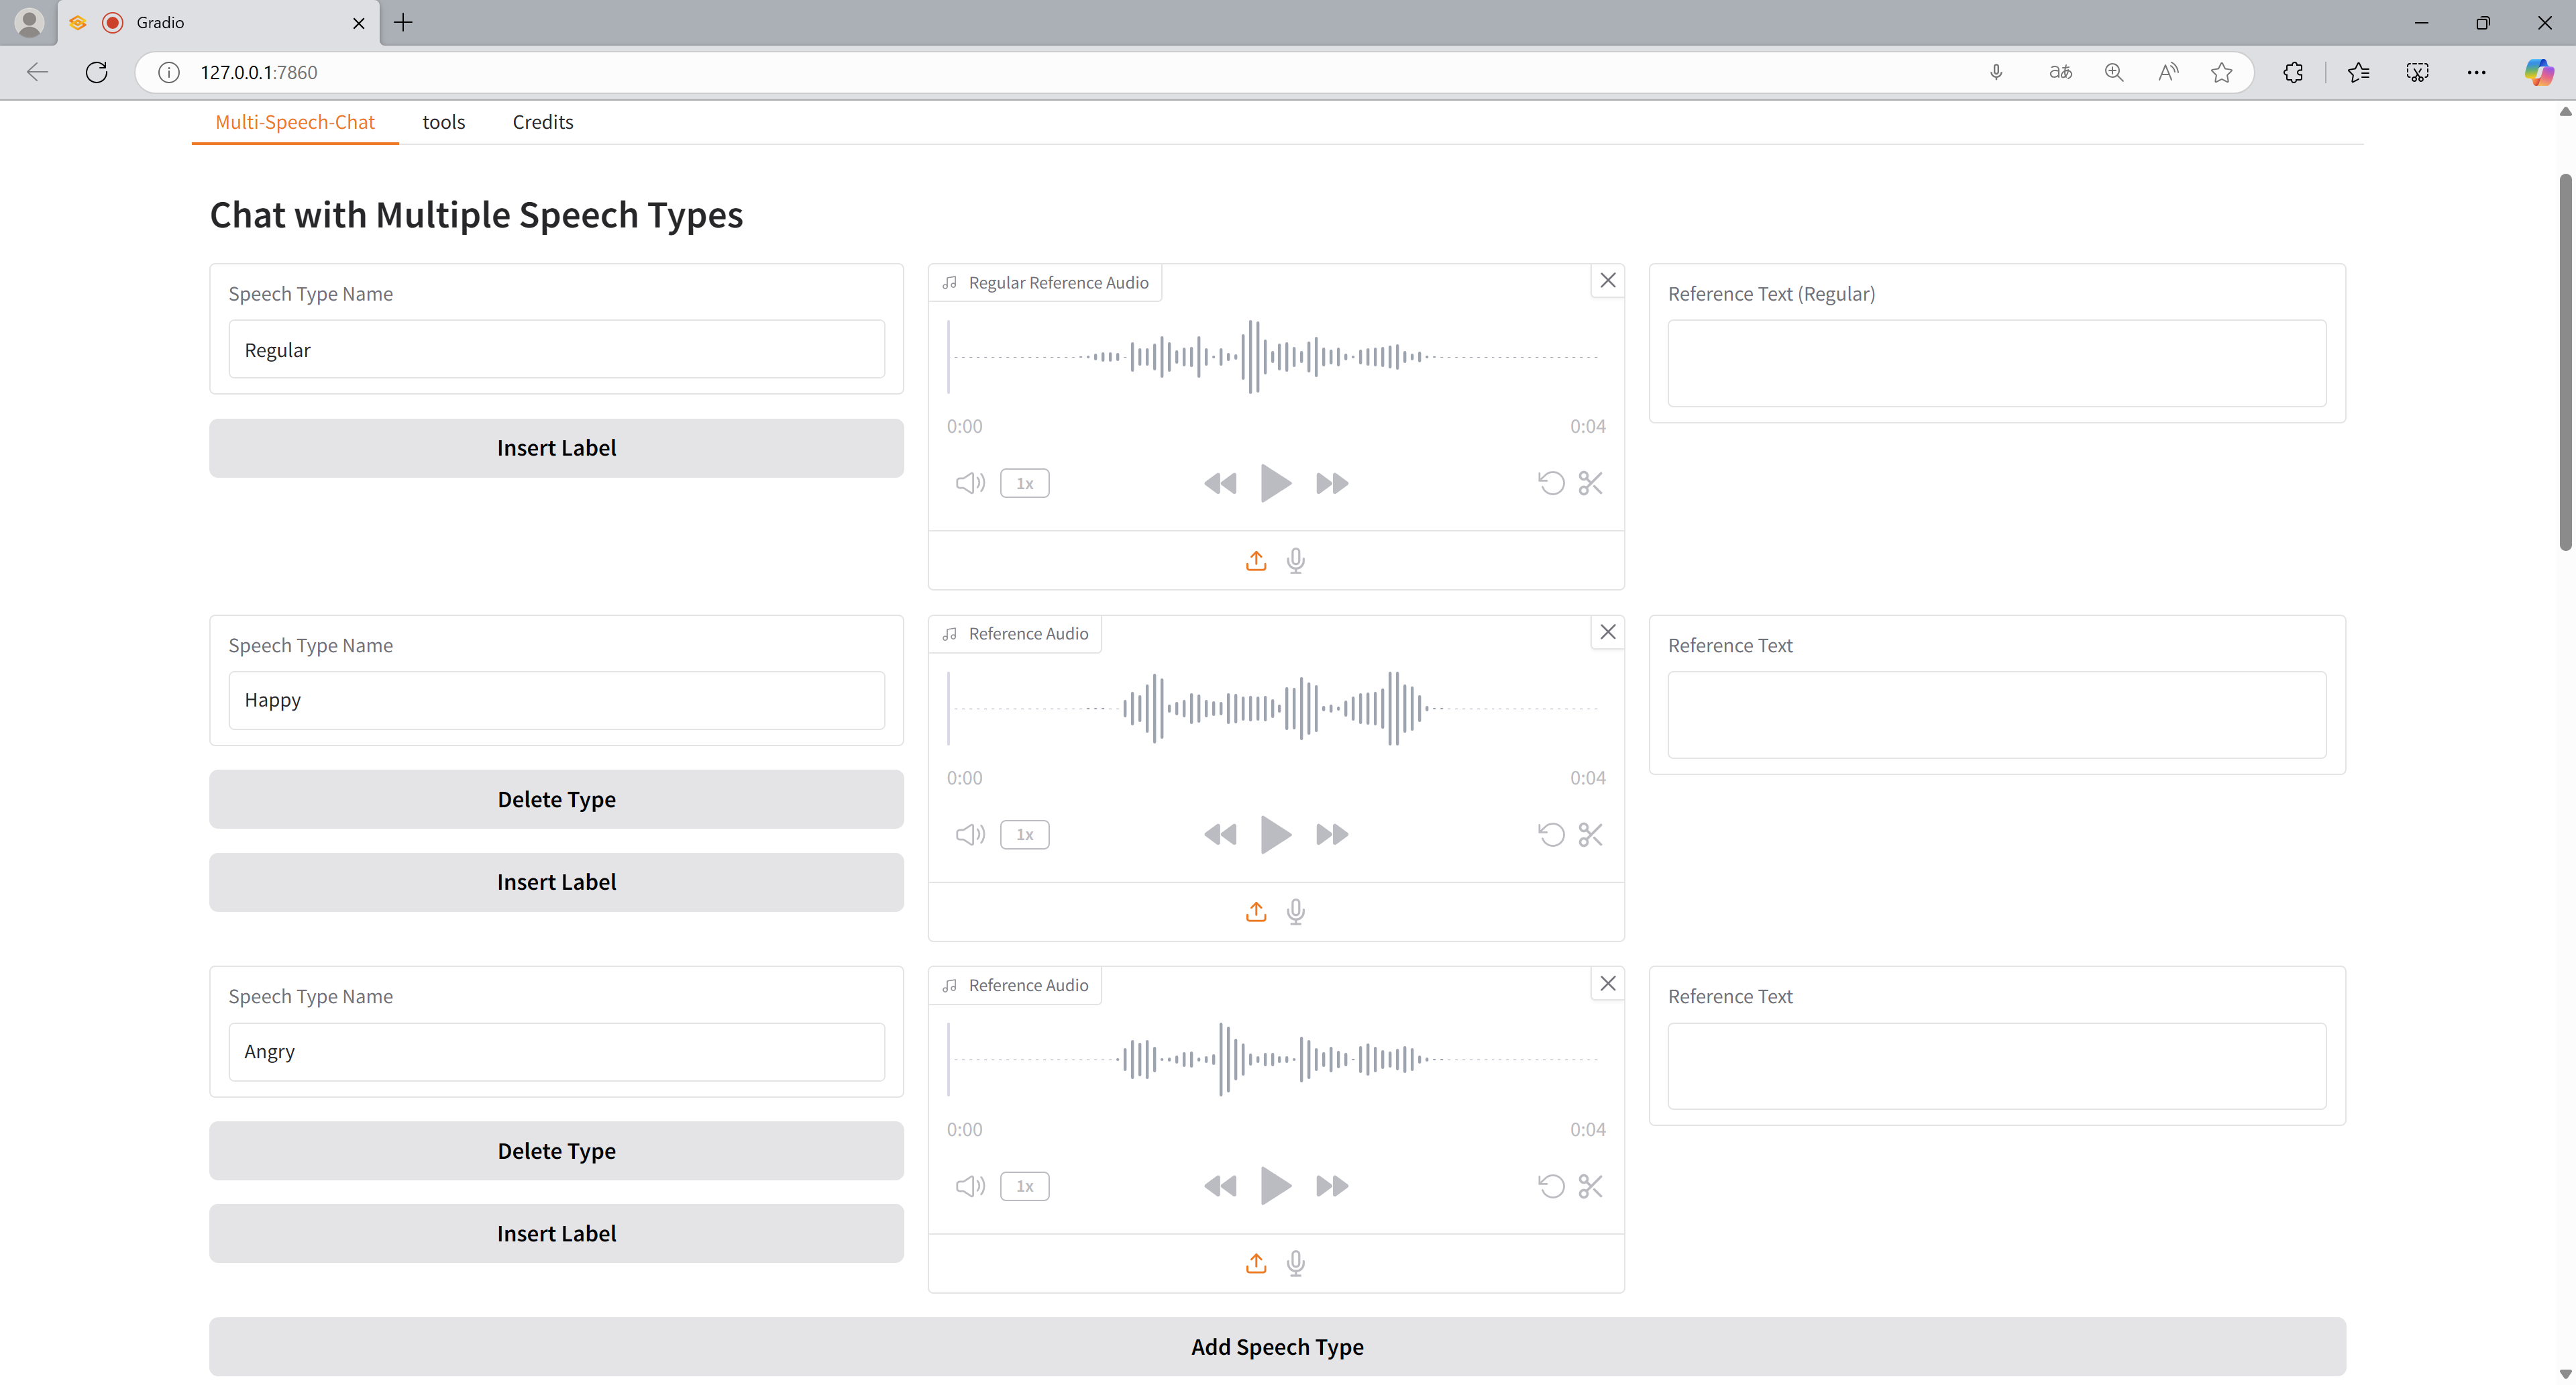 Gradio
127.0.0.1:7860
Multi-Speech-Chat
tools
Credits
Chat with Multiple Speech Types
Speech Type Name
Regular
Insert Label
Regular Reference Audio
0:00
0:04
1x
Reference Text (Regular)
Speech Type Name
Happy
Delete Type
Insert Label
Reference Audio
0:00
0:04
1x
Reference Text
Speech Type Name
Angry
Delete Type
Insert Label
Reference Audio
0:00
0:04
1x
Reference Text
Add Speech Type